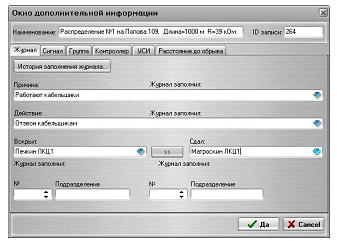 Окно дополнительной информации
Наименование: Распределение №1 на Попова 109. Длина=1000 м R=39 кОм ID записи: 264
Журнал Сигнал Группа Контроллер УСИ Расстояние до обрыва
История заполнения журнала...
Причина: Журнал заполнил:
Работают кабельщики
Действие: Журнал заполнил:
Отзвон кабельщикам
Вскрыл: Сдал:
Печкин ЛКЦ1 >> Матроскин ЛКЦ1
Журнал заполнил: Журнал заполнил:
№ Подразделение № Подразделение
Да Cancel